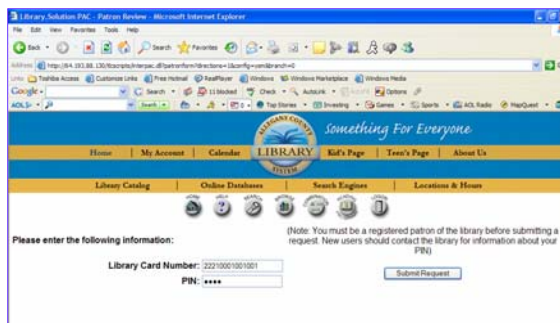 Library.Solution PAC - Patron Review - Microsoft Internet Explorer
File Edit View Favorites Tools Help
Back Search Favorites
Links Toshiba Access Customize Links Free Hotmail RealPlayer Windows Windows Marketplace Windows Media
Google Search 11 blocked Check AutoLink Options
AOL Search Top Stories Investing Games Sports AOL Radio MapQuest
ALLEGANY COUNTY
LIBRARY
SYSTEM
Something For Everyone
Home | My Account | Calendar Kid's Page | Teen's Page | About Us
Library Catalog | Online Databases | Search Engines | Locations & Hours
HOME HELP SEARCH
Please enter the following information:
(Note: You must be a registered patron of the library before submitting a
request. New users should contact the library for information about your
PIN)
Library Card Number: 22210001001001
PIN: ••••
Submit Request